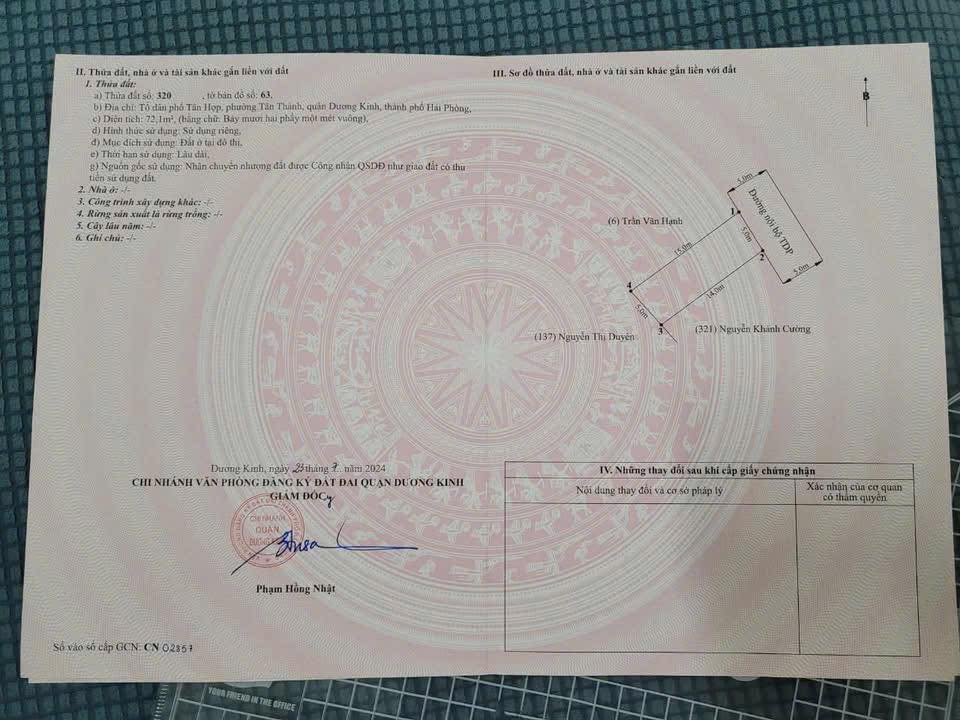 II. Thửa đất, nhà ở và tài sản khác gắn liền với đất
1. Thửa đất:
a) Thửa đất số: 320 , tờ bản đồ số: 63,
b) Địa chỉ: Tổ dân phố Tân Hợp, phường Tân Thành, quận Dương Kinh, thành phố Hải Phòng,
c) Diện tích: 72,1m², (bằng chữ: Bảy mươi hai phẩy một mét vuông),
d) Hình thức sử dụng: Sử dụng riêng,
đ) Mục đích sử dụng: Đất ở tại đô thị,
e) Thời hạn sử dụng: Lâu dài,
g) Nguồn gốc sử dụng: Nhận chuyển nhượng đất được Công nhận QSDĐ như giao đất có thu
tiền sử dụng đất.
2. Nhà ở: -/-
3. Công trình xây dựng khác: -/-
4. Rừng sản xuất là rừng trồng: -/-
5. Cây lâu năm: -/-
6. Ghi chú: -/-
Dương Kinh, ngày 23 tháng 7. năm 2024
CHI NHÁNH VĂN PHÒNG ĐĂNG KÝ ĐẤT ĐAI QUẬN DƯƠNG KINH
GIÁM ĐỐC
CHI NHÁNH
QUẬN
DƯƠNG KINH
Phạm Hồng Nhật
Số vào sổ cấp GCN: CN 02357
III. Sơ đồ thửa đất, nhà ở và tài sản khác gắn liền với đất
B
5,0m
Đường nội bộ TDP
1
(6) Trần Văn Hạnh
5,0m
15,0m
2
5,0m
4
14,0m
5,0m
3
(321) Nguyễn Khánh Cường
(137) Nguyễn Thị Duyên
IV. Những thay đổi sau khi cấp giấy chứng nhận
Nội dung thay đổi và cơ sở pháp lý
Xác nhận của cơ quan
có thẩm quyền
YOUR FRIEND IN THE OFFICE